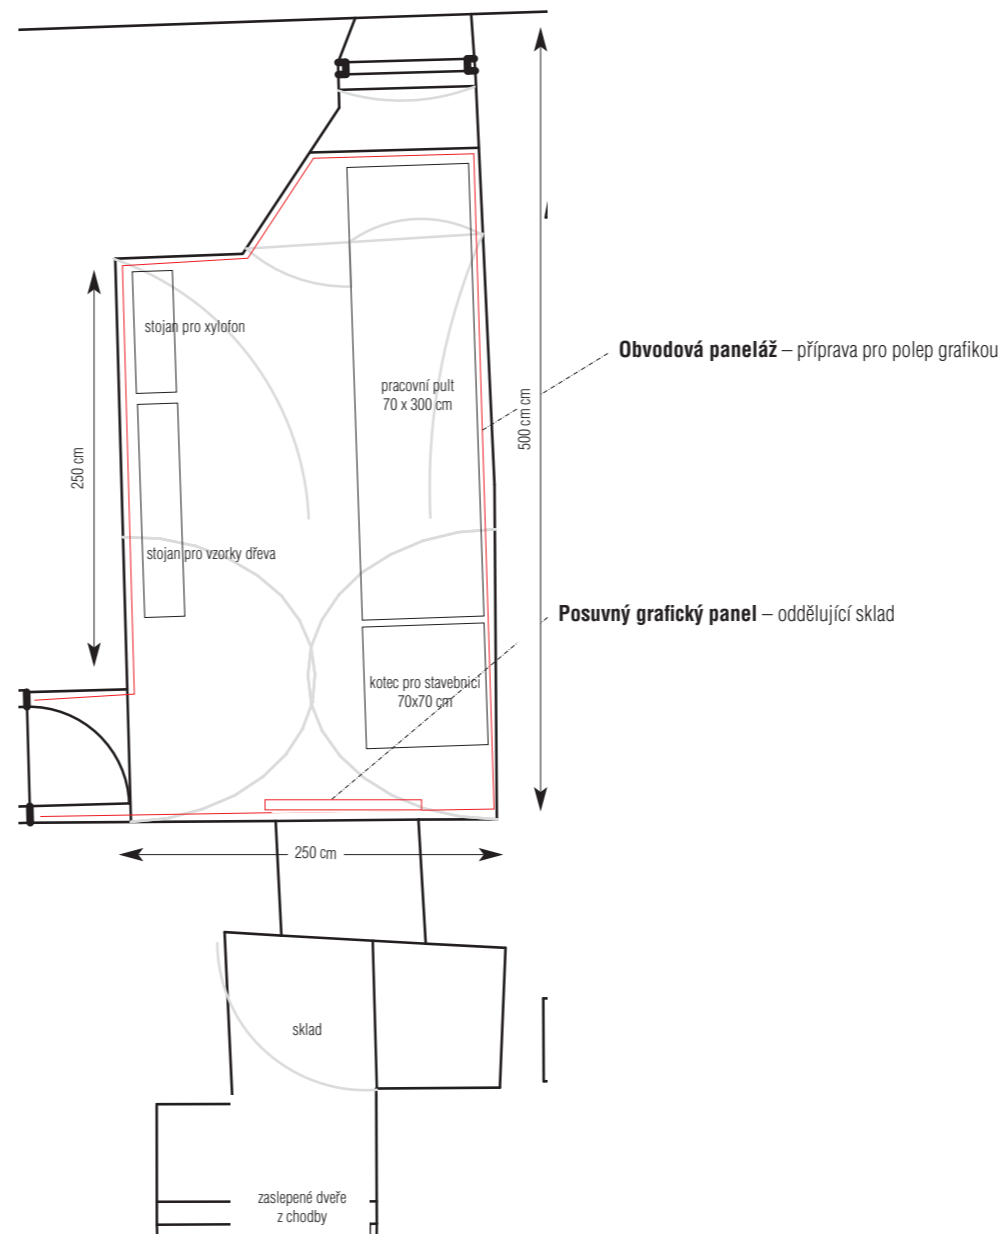 stojan pro xylofon
Obvodová paneláž – příprava pro polep grafikou
pracovní pult
70 x 300 cm
500 cm cm
250 cm
stojan pro vzorky dřeva
Posuvný grafický panel – oddělující sklad
kotec pro stavebnici
70x70 cm
250 cm
sklad
zaslepené dveře
z chodby